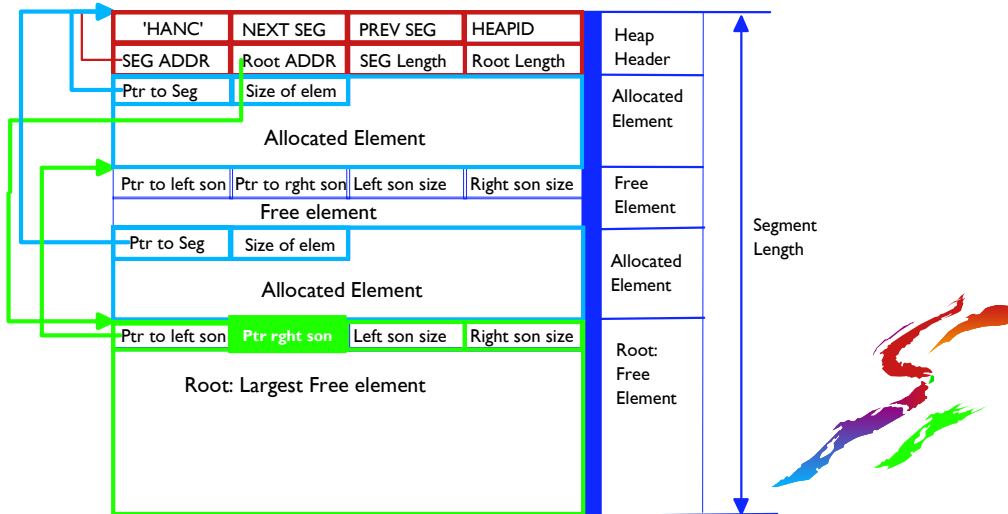 'HANC' NEXT SEG PREV SEG HEAPID
SEG ADDR Root ADDR SEG Length Root Length
Heap
Header
Ptr to Seg Size of elem
Allocated Element
Allocated
Element
Ptr to left son Ptr to rght son Left son size Right son size
Free element
Free
Element
Segment
Length
Ptr to Seg Size of elem
Allocated Element
Allocated
Element
Ptr to left son Ptr rght son Left son size Right son size
Root: Largest Free element
Root:
Free
Element